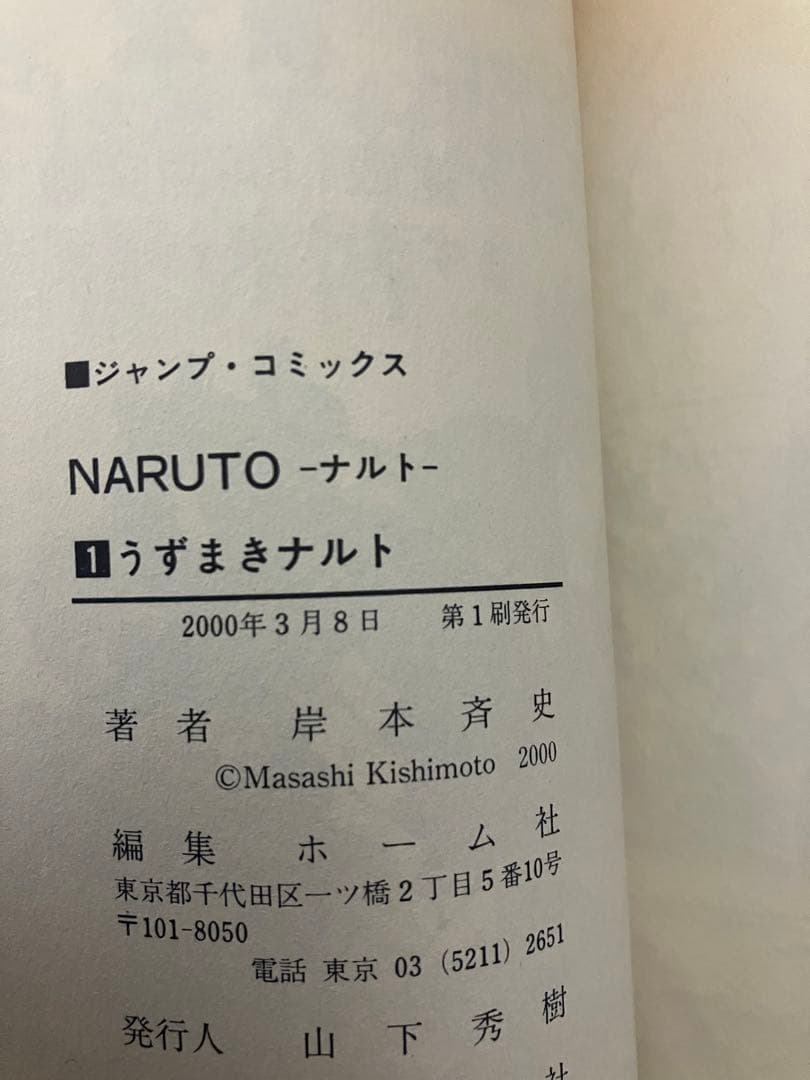 ■ジャンプ・コミックス
NARUTO -ナルト-
1うずまきナルト
2000年3月8日 第1刷発行
著者 岸本斉史
©Masashi Kishimoto 2000
編集 ホーム社
東京都千代田区一ツ橋2丁目5番10号
〒101-8050
電話 東京 03 (5211) 2651
発行人 山下秀樹